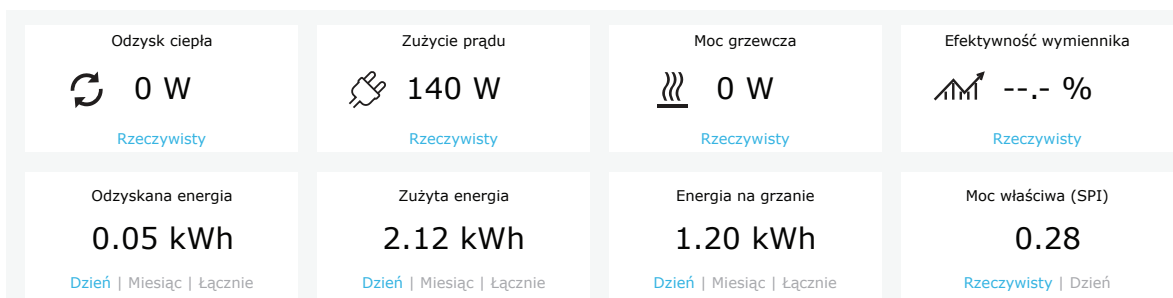 Odzysk ciepła
Zużycie prądu
Moc grzewcza
Efektywność wymiennika
0 W
140 W
0 W
--.- %
Rzeczywisty
Rzeczywisty
Rzeczywisty
Rzeczywisty
Odzyskana energia
Zużyta energia
Energia na grzanie
Moc właściwa (SPI)
0.05 kWh
2.12 kWh
1.20 kWh
0.28
Dzień | Miesiąc | Łącznie
Dzień | Miesiąc | Łącznie
Dzień | Miesiąc | Łącznie
Rzeczywisty | Dzień